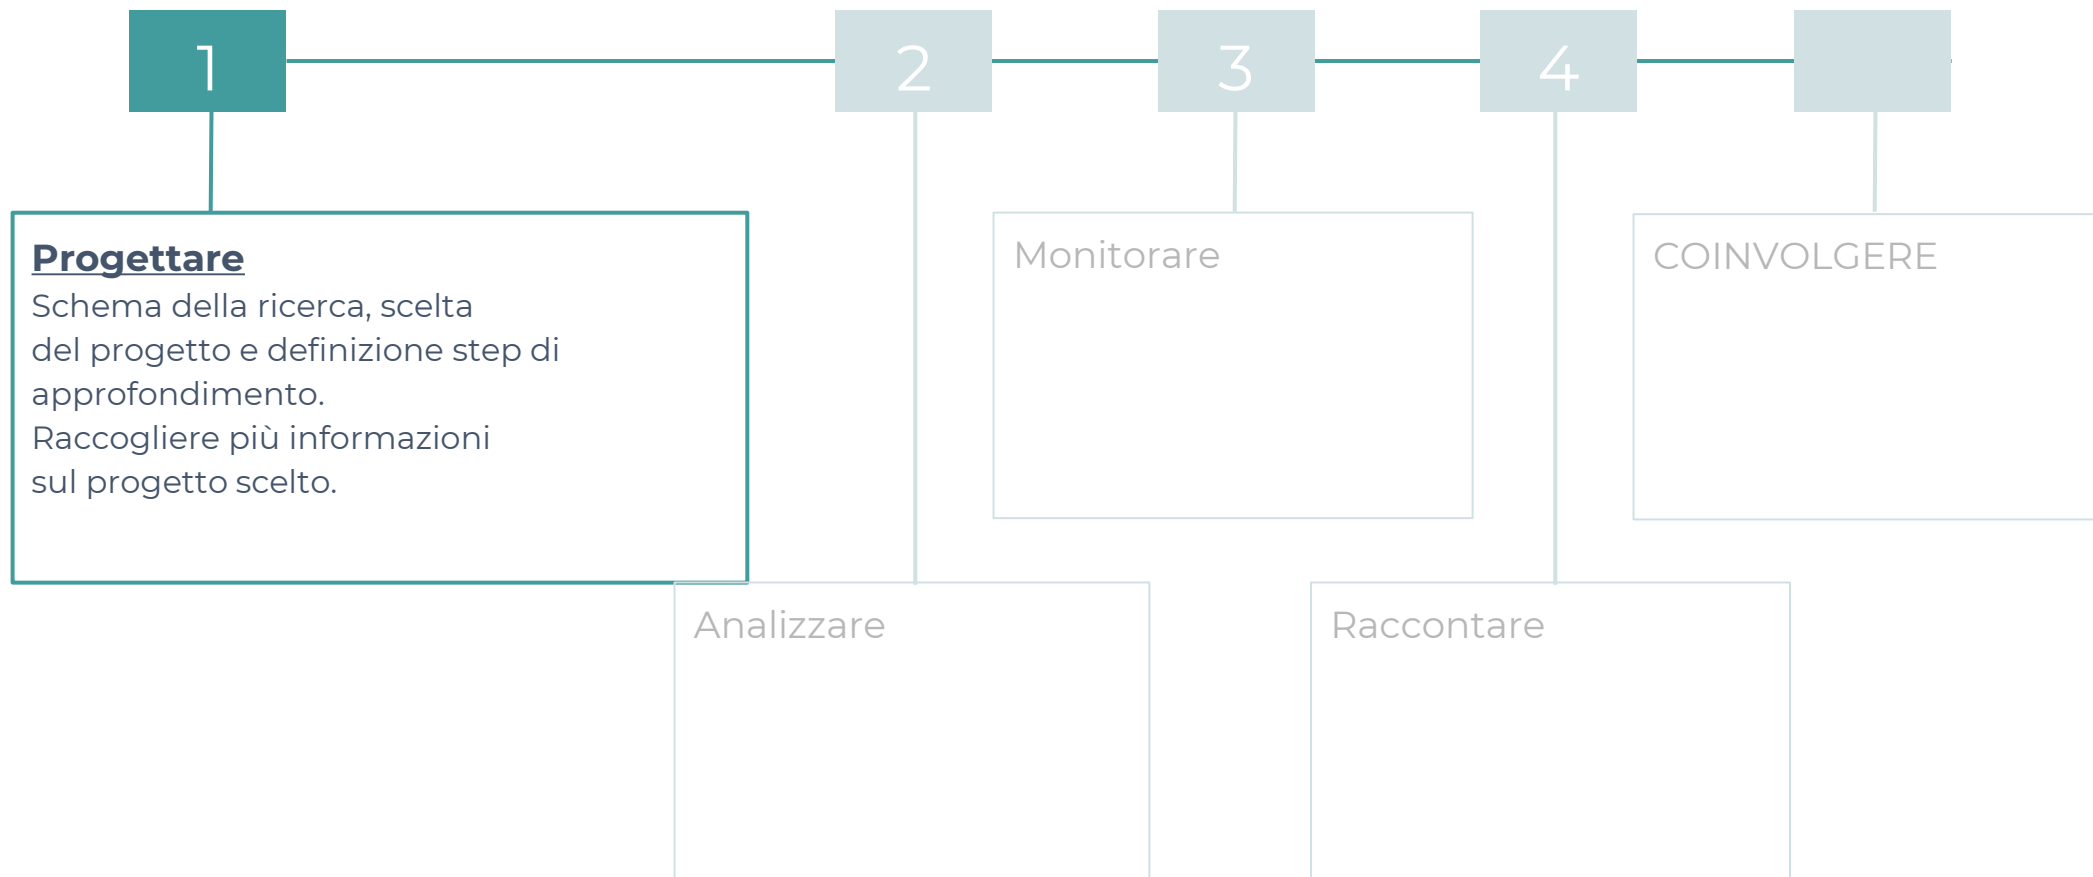 1
2
3
4
Progettare
Schema della ricerca, scelta
del progetto e definizione step di
approfondimento.
Raccogliere più informazioni
sul progetto scelto.
Monitorare
COINVOLGERE
Analizzare
Raccontare